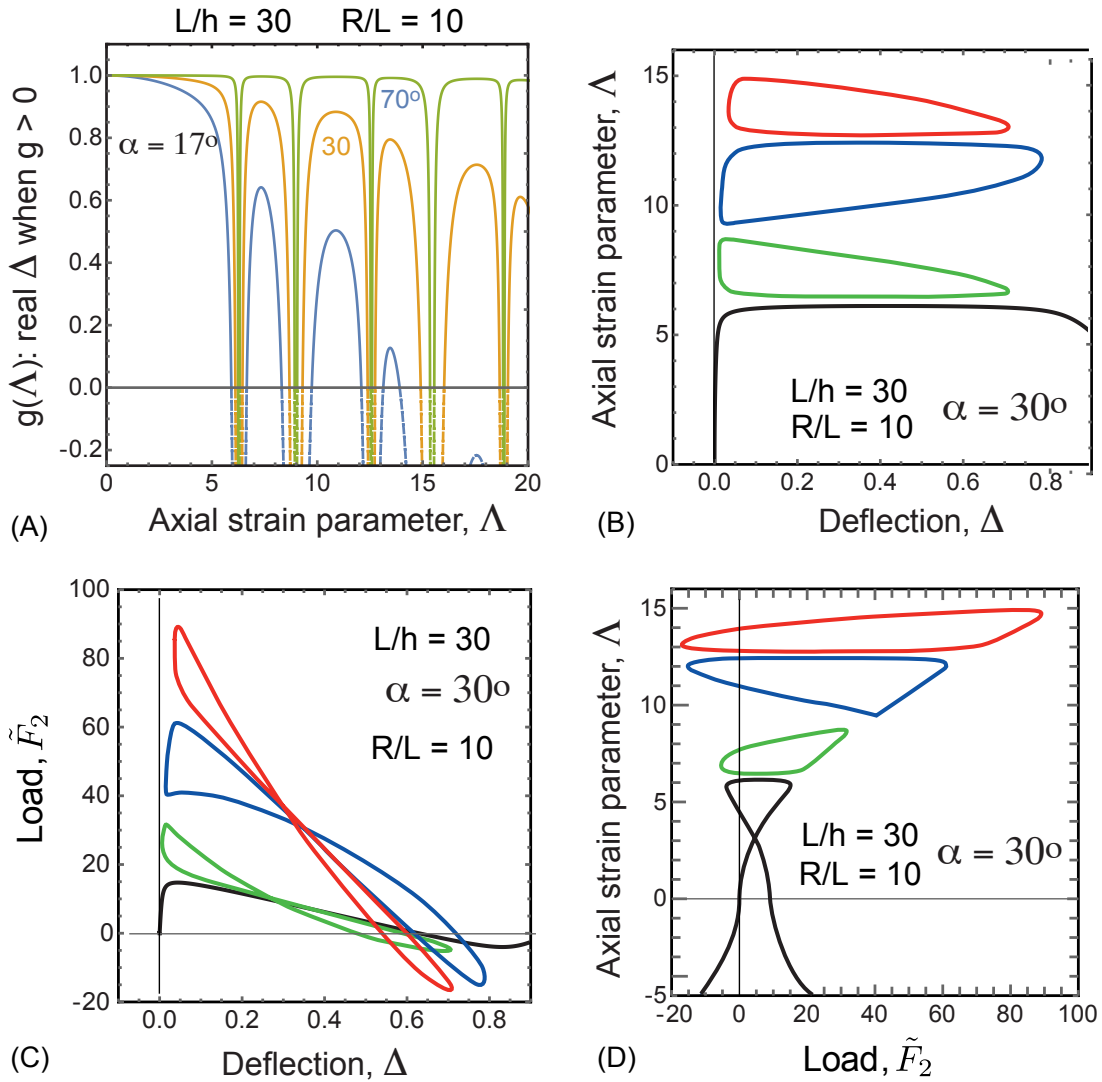 L/h = 30 R/L = 10
g(Λ): real Δ when g > 0
1.0
0.8
0.6
0.4
0.2
0.0
-0.2
α = 17º
30
70º
0 5 10 15 20
Axial strain parameter, Λ
(A)
Axial strain parameter, Λ
15
10
5
0
L/h = 30
R/L = 10
α = 30º
0.0 0.2 0.4 0.6 0.8
Deflection, Δ
(B)
Load, F̃₂
100
80
60
40
20
0
-20
L/h = 30
α = 30º
R/L = 10
0.0 0.2 0.4 0.6 0.8
Deflection, Δ
(C)
Axial strain parameter, Λ
15
10
5
0
-5
L/h = 30
R/L = 10
α = 30º
-20 0 20 40 60 80 100
Load, F̃₂
(D)